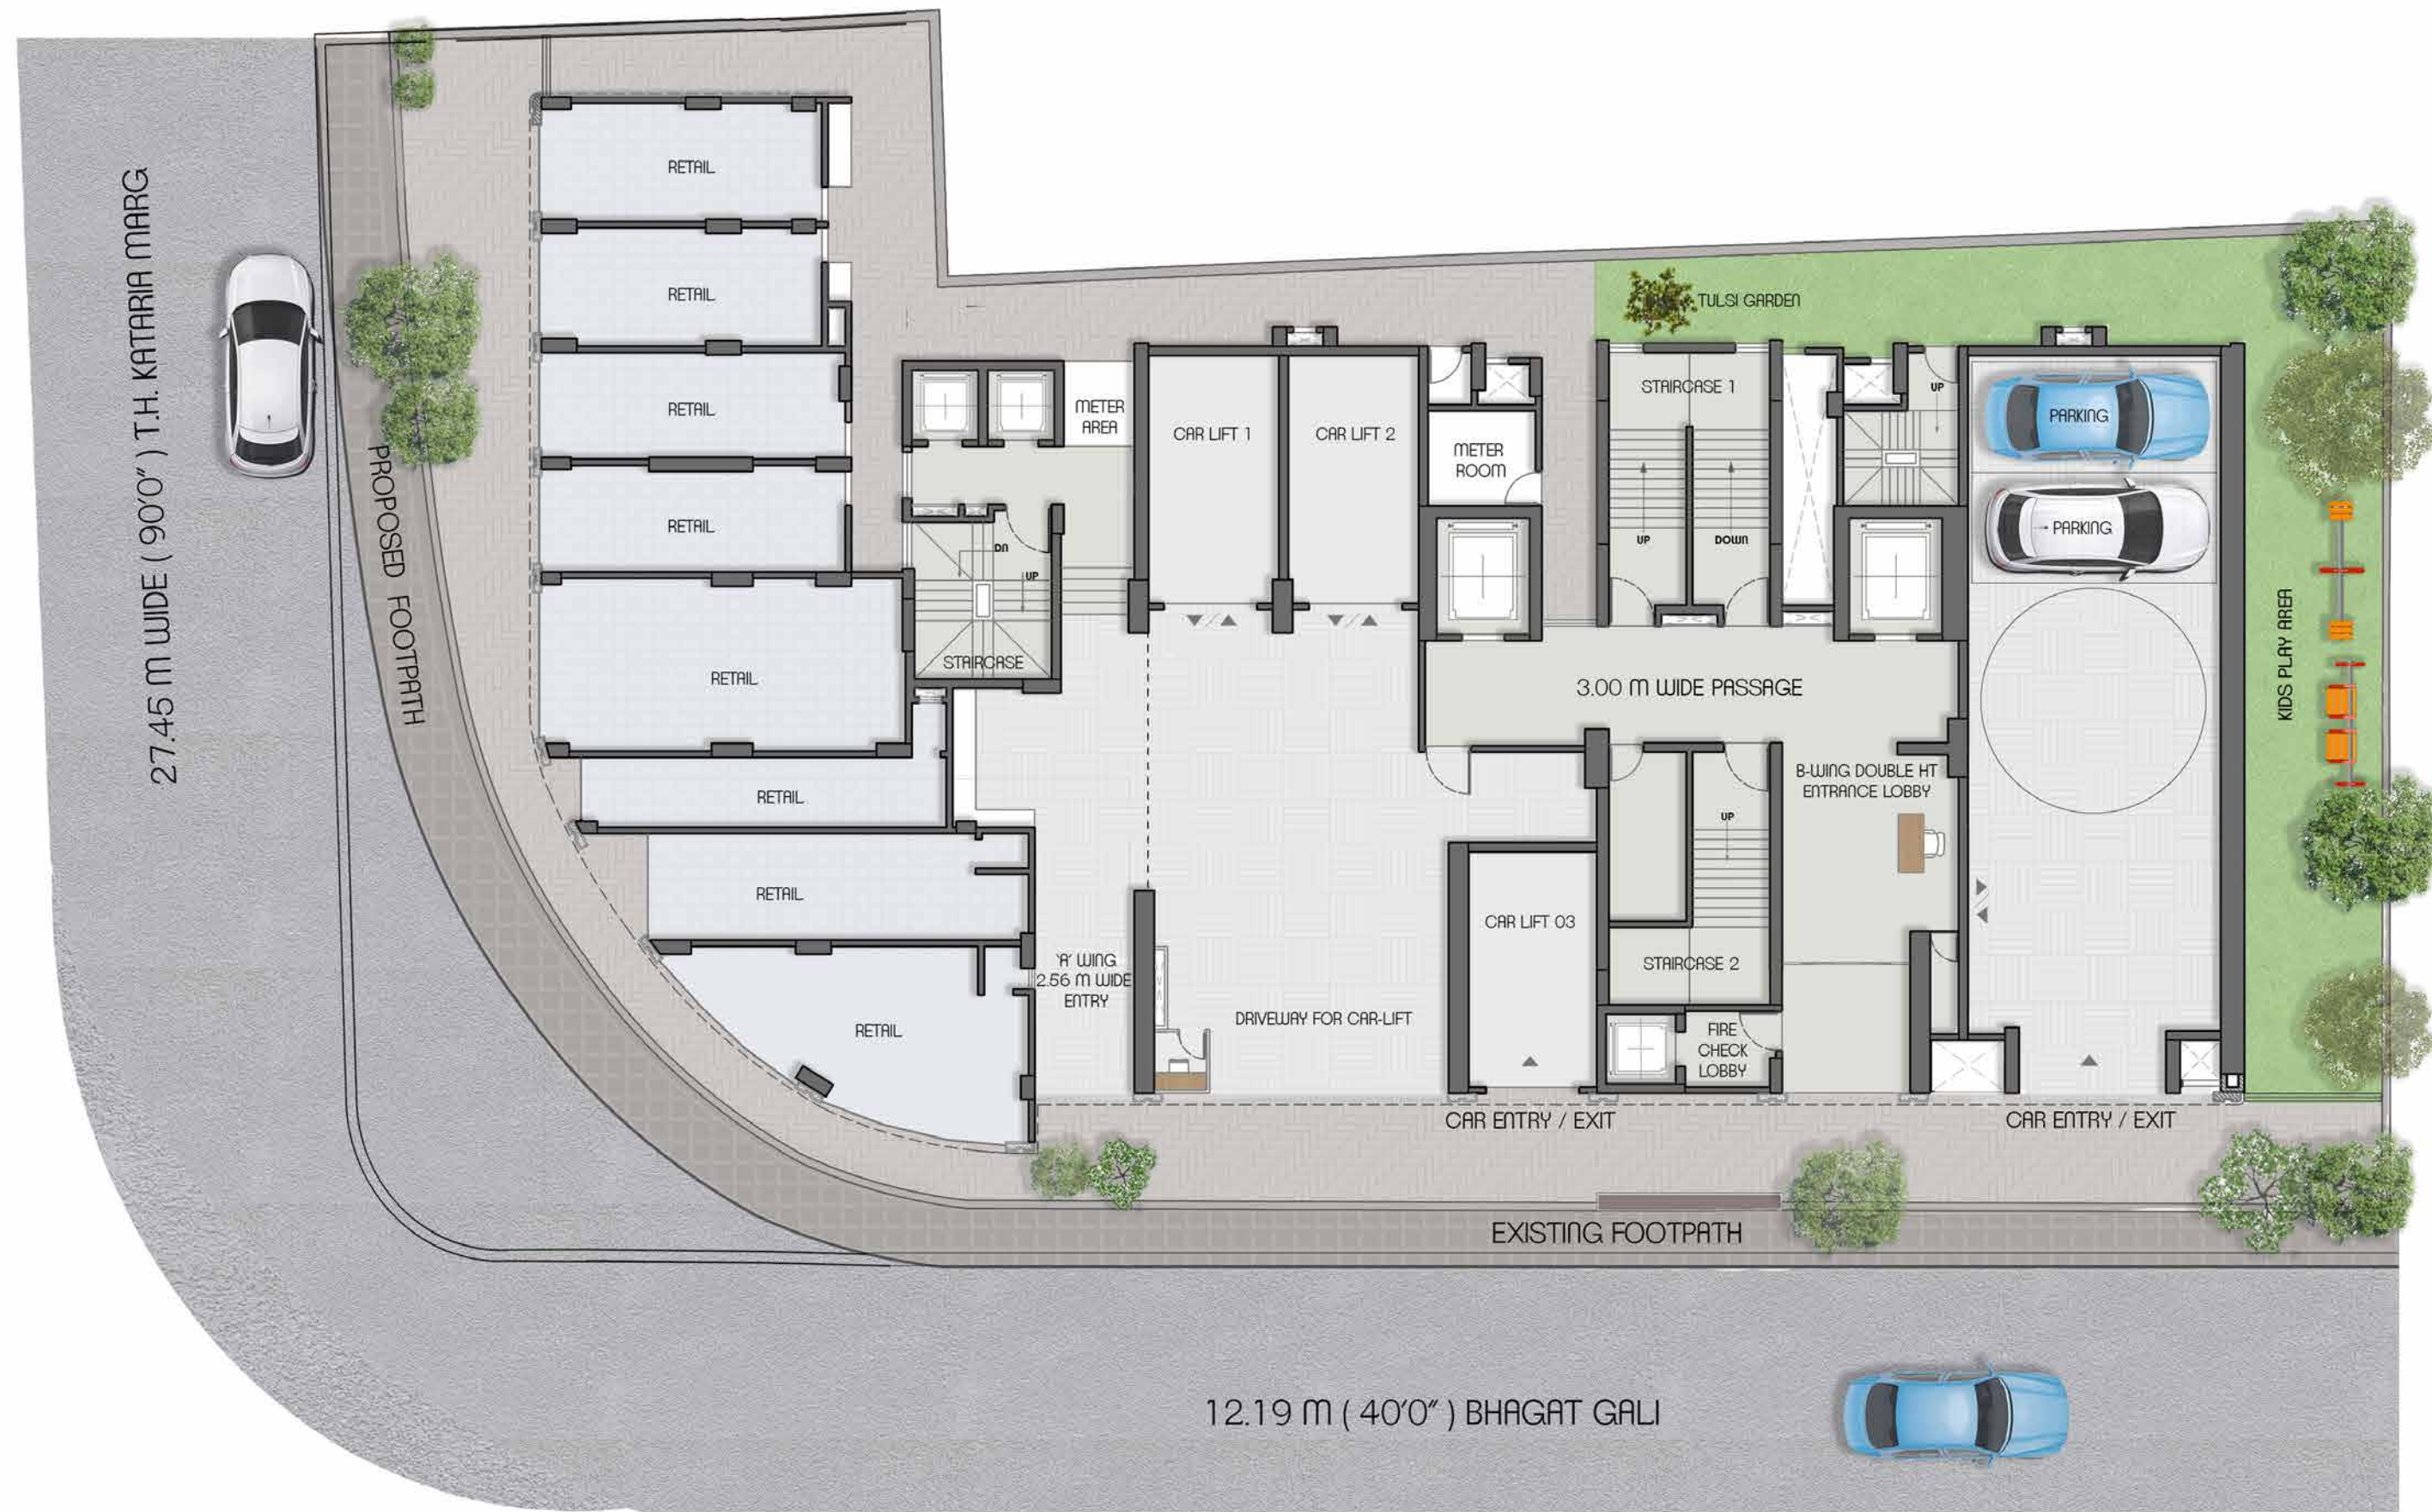 27.45 M WIDE ( 90'0" ) T.H. KATARIA MARG
PROPOSED FOOTPATH
RETAIL
RETAIL
RETAIL
RETAIL
RETAIL
RETAIL
RETAIL
RETAIL
METER
AREA
DN
UP
STAIRCASE
'A' WING
2.56 M WIDE
ENTRY
CAR LIFT 1
CAR LIFT 2
METER
ROOM
DRIVEWAY FOR CAR-LIFT
CAR LIFT 03
TULSI GARDEN
STAIRCASE 1
UP
DOWN
UP
3.00 M WIDE PASSAGE
B-WING DOUBLE HT
ENTRANCE LOBBY
UP
STAIRCASE 2
FIRE
CHECK
LOBBY
PARKING
PARKING
KIDS PLAY AREA
CAR ENTRY / EXIT
CAR ENTRY / EXIT
EXISTING FOOTPATH
12.19 M ( 40'0" ) BHAGAT GALI